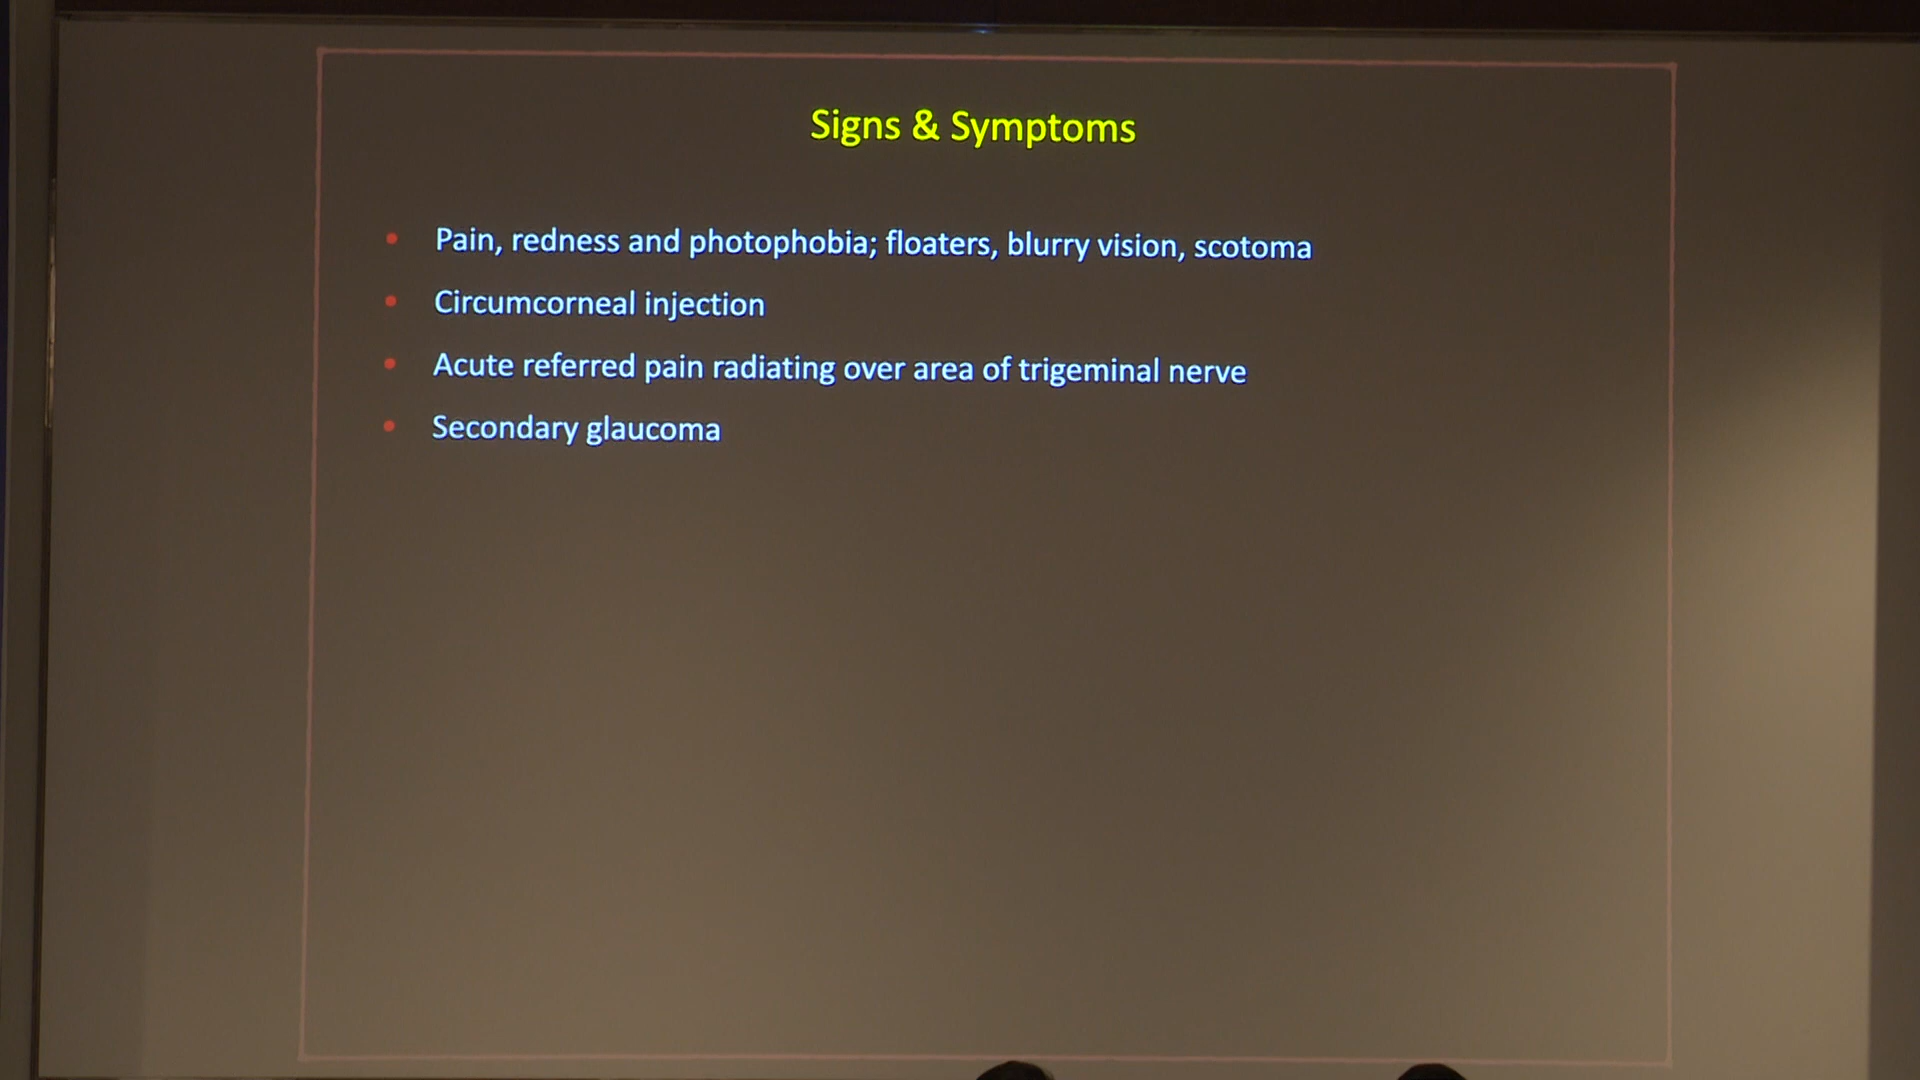 Signs & Symptoms
• Pain, redness and photophobia; floaters, blurry vision, scotoma
• Circumcorneal injection
• Acute referred pain radiating over area of trigeminal nerve
• Secondary glaucoma